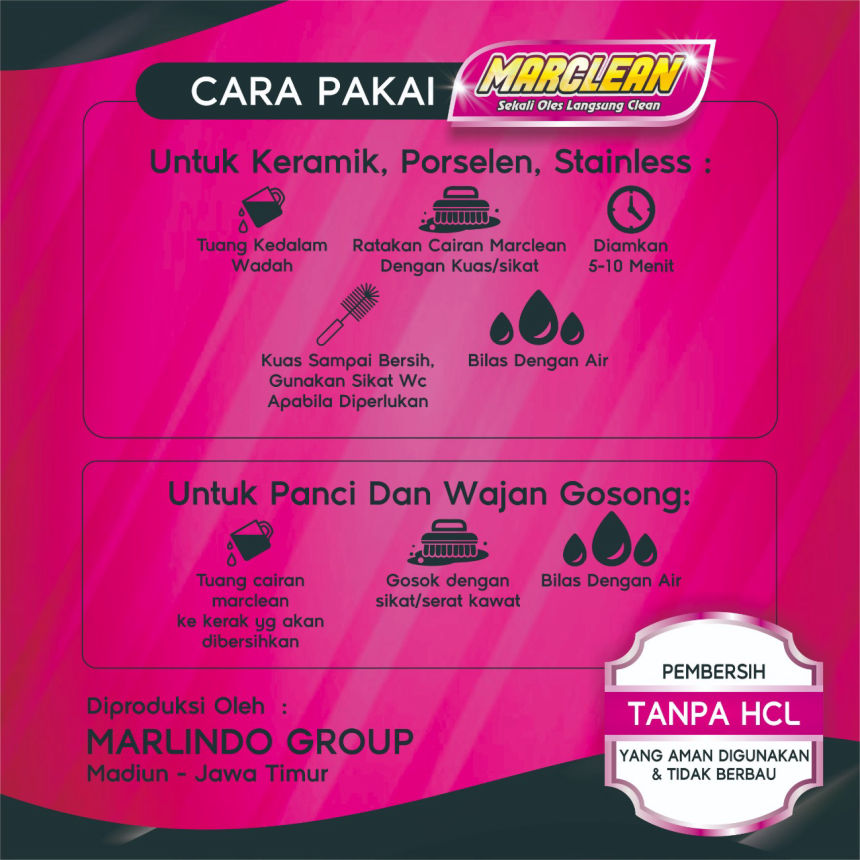 CARA PAKAI
MARCLEAN
Sekali Oles Langsung Clean
Untuk Keramik, Porselen, Stainless :
Tuang Kedalam
Wadah
Ratakan Cairan Marclean
Dengan Kuas/sikat
Diamkan
5-10 Menit
Kuas Sampai Bersih,
Gunakan Sikat Wc
Apabila Diperlukan
Bilas Dengan Air
Untuk Panci Dan Wajan Gosong:
Tuang cairan
marclean
ke kerak yg akan
dibersihkan
Gosok dengan
sikat/serat kawat
Bilas Dengan Air
Diproduksi Oleh :
MARLINDO GROUP
Madiun - Jawa Timur
PEMBERSIH
TANPA HCL
YANG AMAN DIGUNAKAN
& TIDAK BERBAU